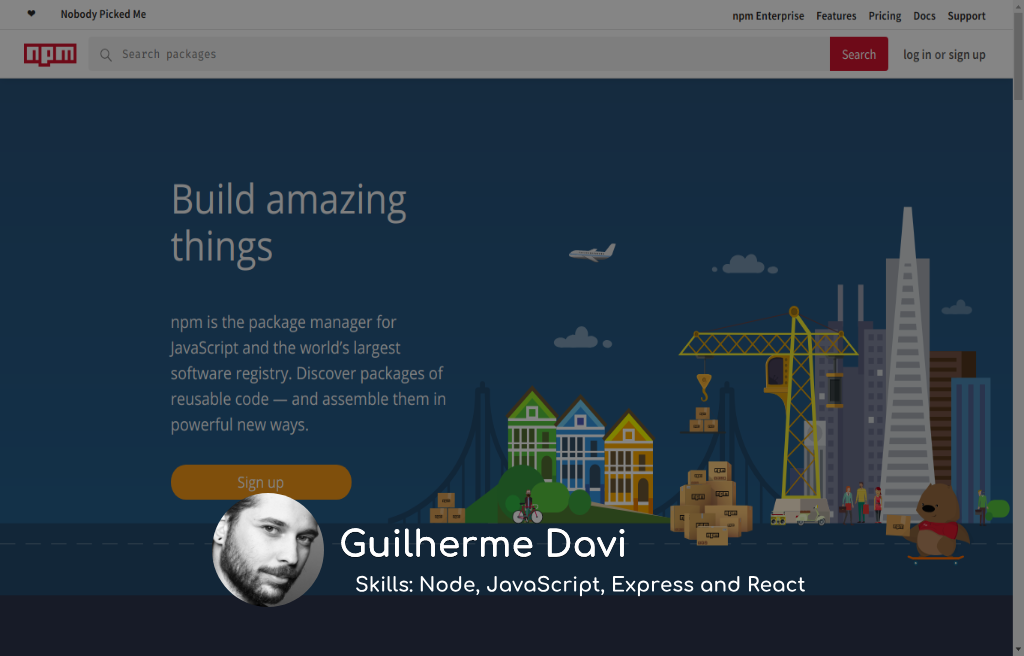 ❤ Nobody Picked Me
npm Enterprise Features Pricing Docs Support
npm Search packages Search log in or sign up
Build amazing
things
npm is the package manager for
JavaScript and the world’s largest
software registry. Discover packages of
reusable code — and assemble them in
powerful new ways.
Sign up
Guilherme Davi
Skills: Node, JavaScript, Express and React